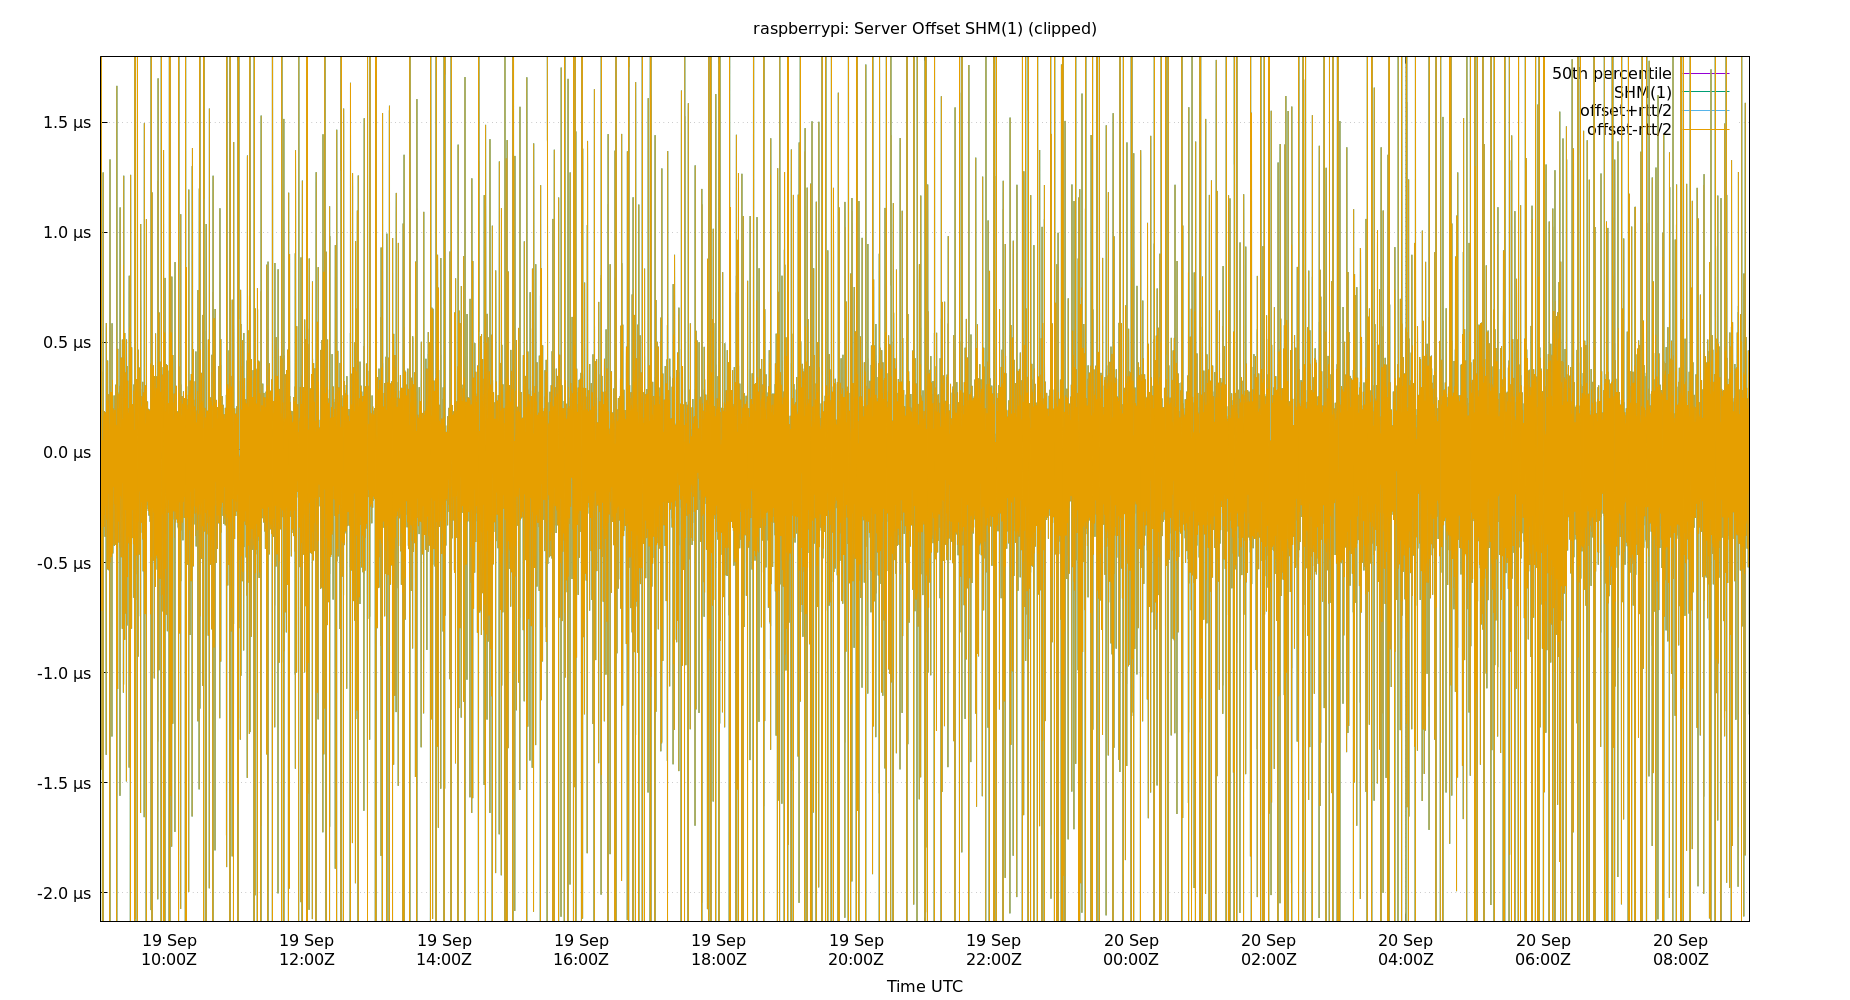 raspberrypi: Server Offset SHM(1) (clipped)
50th percentile
SHM(1)
offset+rtt/2
offset-rtt/2
1.5 µs
1.0 µs
0.5 µs
0.0 µs
-0.5 µs
-1.0 µs
-1.5 µs
-2.0 µs
19 Sep 19 Sep 19 Sep 19 Sep 19 Sep 19 Sep 19 Sep 20 Sep 20 Sep 20 Sep 20 Sep 20 Sep
10:00Z 12:00Z 14:00Z 16:00Z 18:00Z 20:00Z 22:00Z 00:00Z 02:00Z 04:00Z 06:00Z 08:00Z
Time UTC